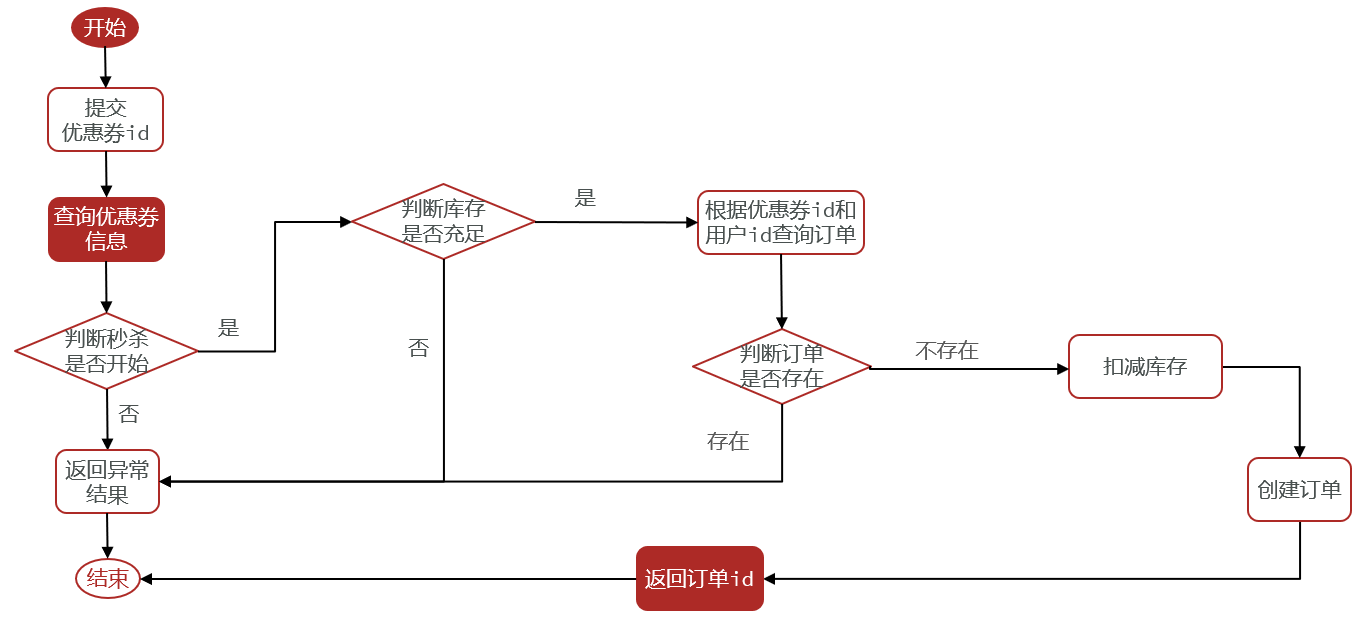 开始
提交
优惠券id
查询优惠券
信息
判断秒杀
是否开始
是
否
返回异常
结果
结束
判断库存
是否充足
是
否
根据优惠券id和
用户id查询订单
判断订单
是否存在
不存在
存在
扣减库存
创建订单
返回订单id